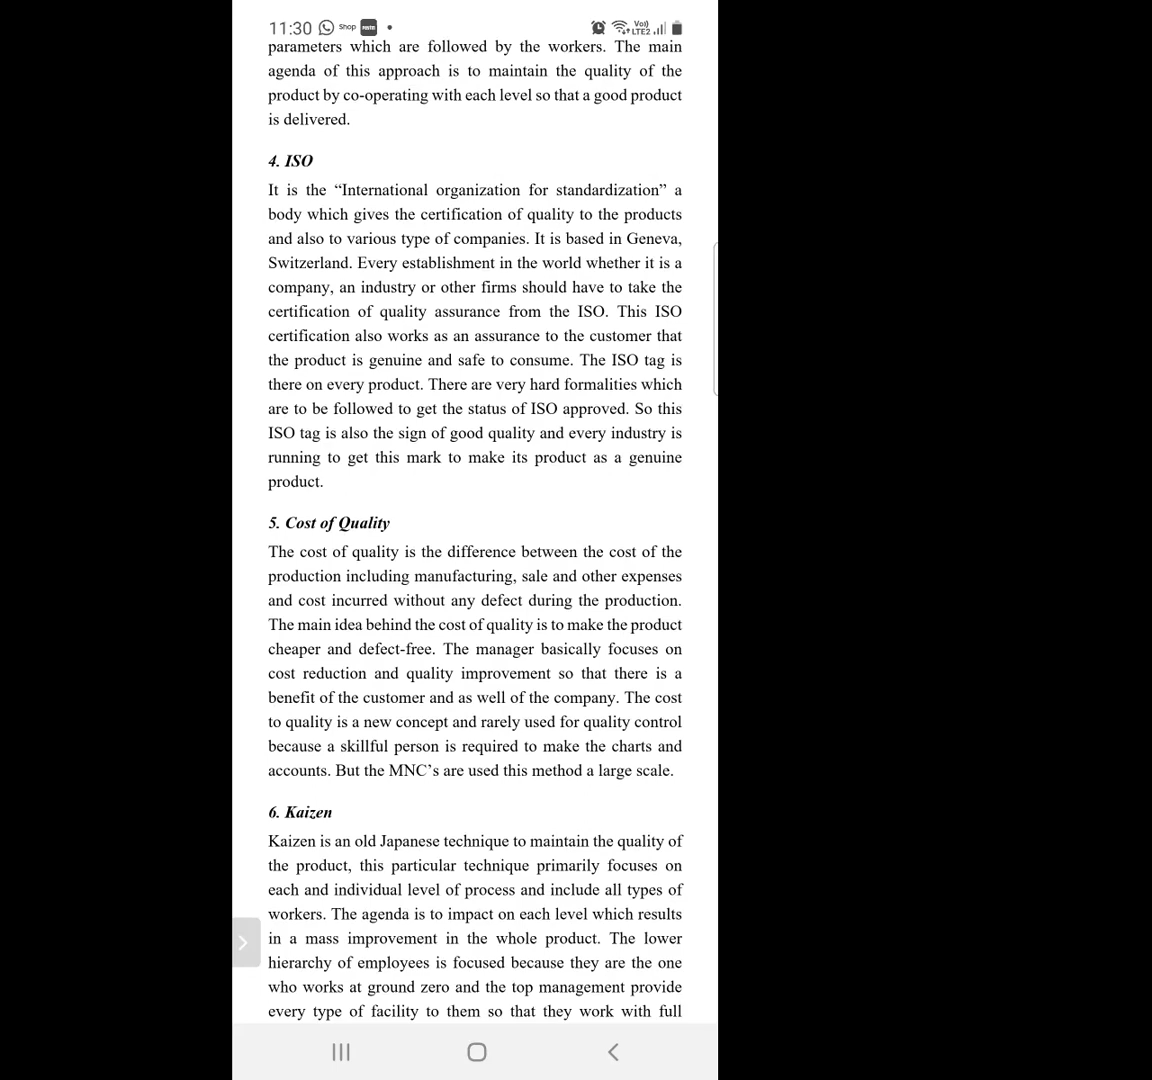 11:30 Shop Paytm Vo)) LTE2
parameters which are followed by the workers. The main
agenda of this approach is to maintain the quality of the
product by co-operating with each level so that a good product
is delivered.
4. ISO
It is the “International organization for standardization” a
body which gives the certification of quality to the products
and also to various type of companies. It is based in Geneva,
Switzerland. Every establishment in the world whether it is a
company, an industry or other firms should have to take the
certification of quality assurance from the ISO. This ISO
certification also works as an assurance to the customer that
the product is genuine and safe to consume. The ISO tag is
there on every product. There are very hard formalities which
are to be followed to get the status of ISO approved. So this
ISO tag is also the sign of good quality and every industry is
running to get this mark to make its product as a genuine
product.
5. Cost of Quality
The cost of quality is the difference between the cost of the
production including manufacturing, sale and other expenses
and cost incurred without any defect during the production.
The main idea behind the cost of quality is to make the product
cheaper and defect-free. The manager basically focuses on
cost reduction and quality improvement so that there is a
benefit of the customer and as well of the company. The cost
to quality is a new concept and rarely used for quality control
because a skillful person is required to make the charts and
accounts. But the MNC’s are used this method a large scale.
6. Kaizen
Kaizen is an old Japanese technique to maintain the quality of
the product, this particular technique primarily focuses on
each and individual level of process and include all types of
workers. The agenda is to impact on each level which results
in a mass improvement in the whole product. The lower
hierarchy of employees is focused because they are the one
who works at ground zero and the top management provide
every type of facility to them so that they work with full